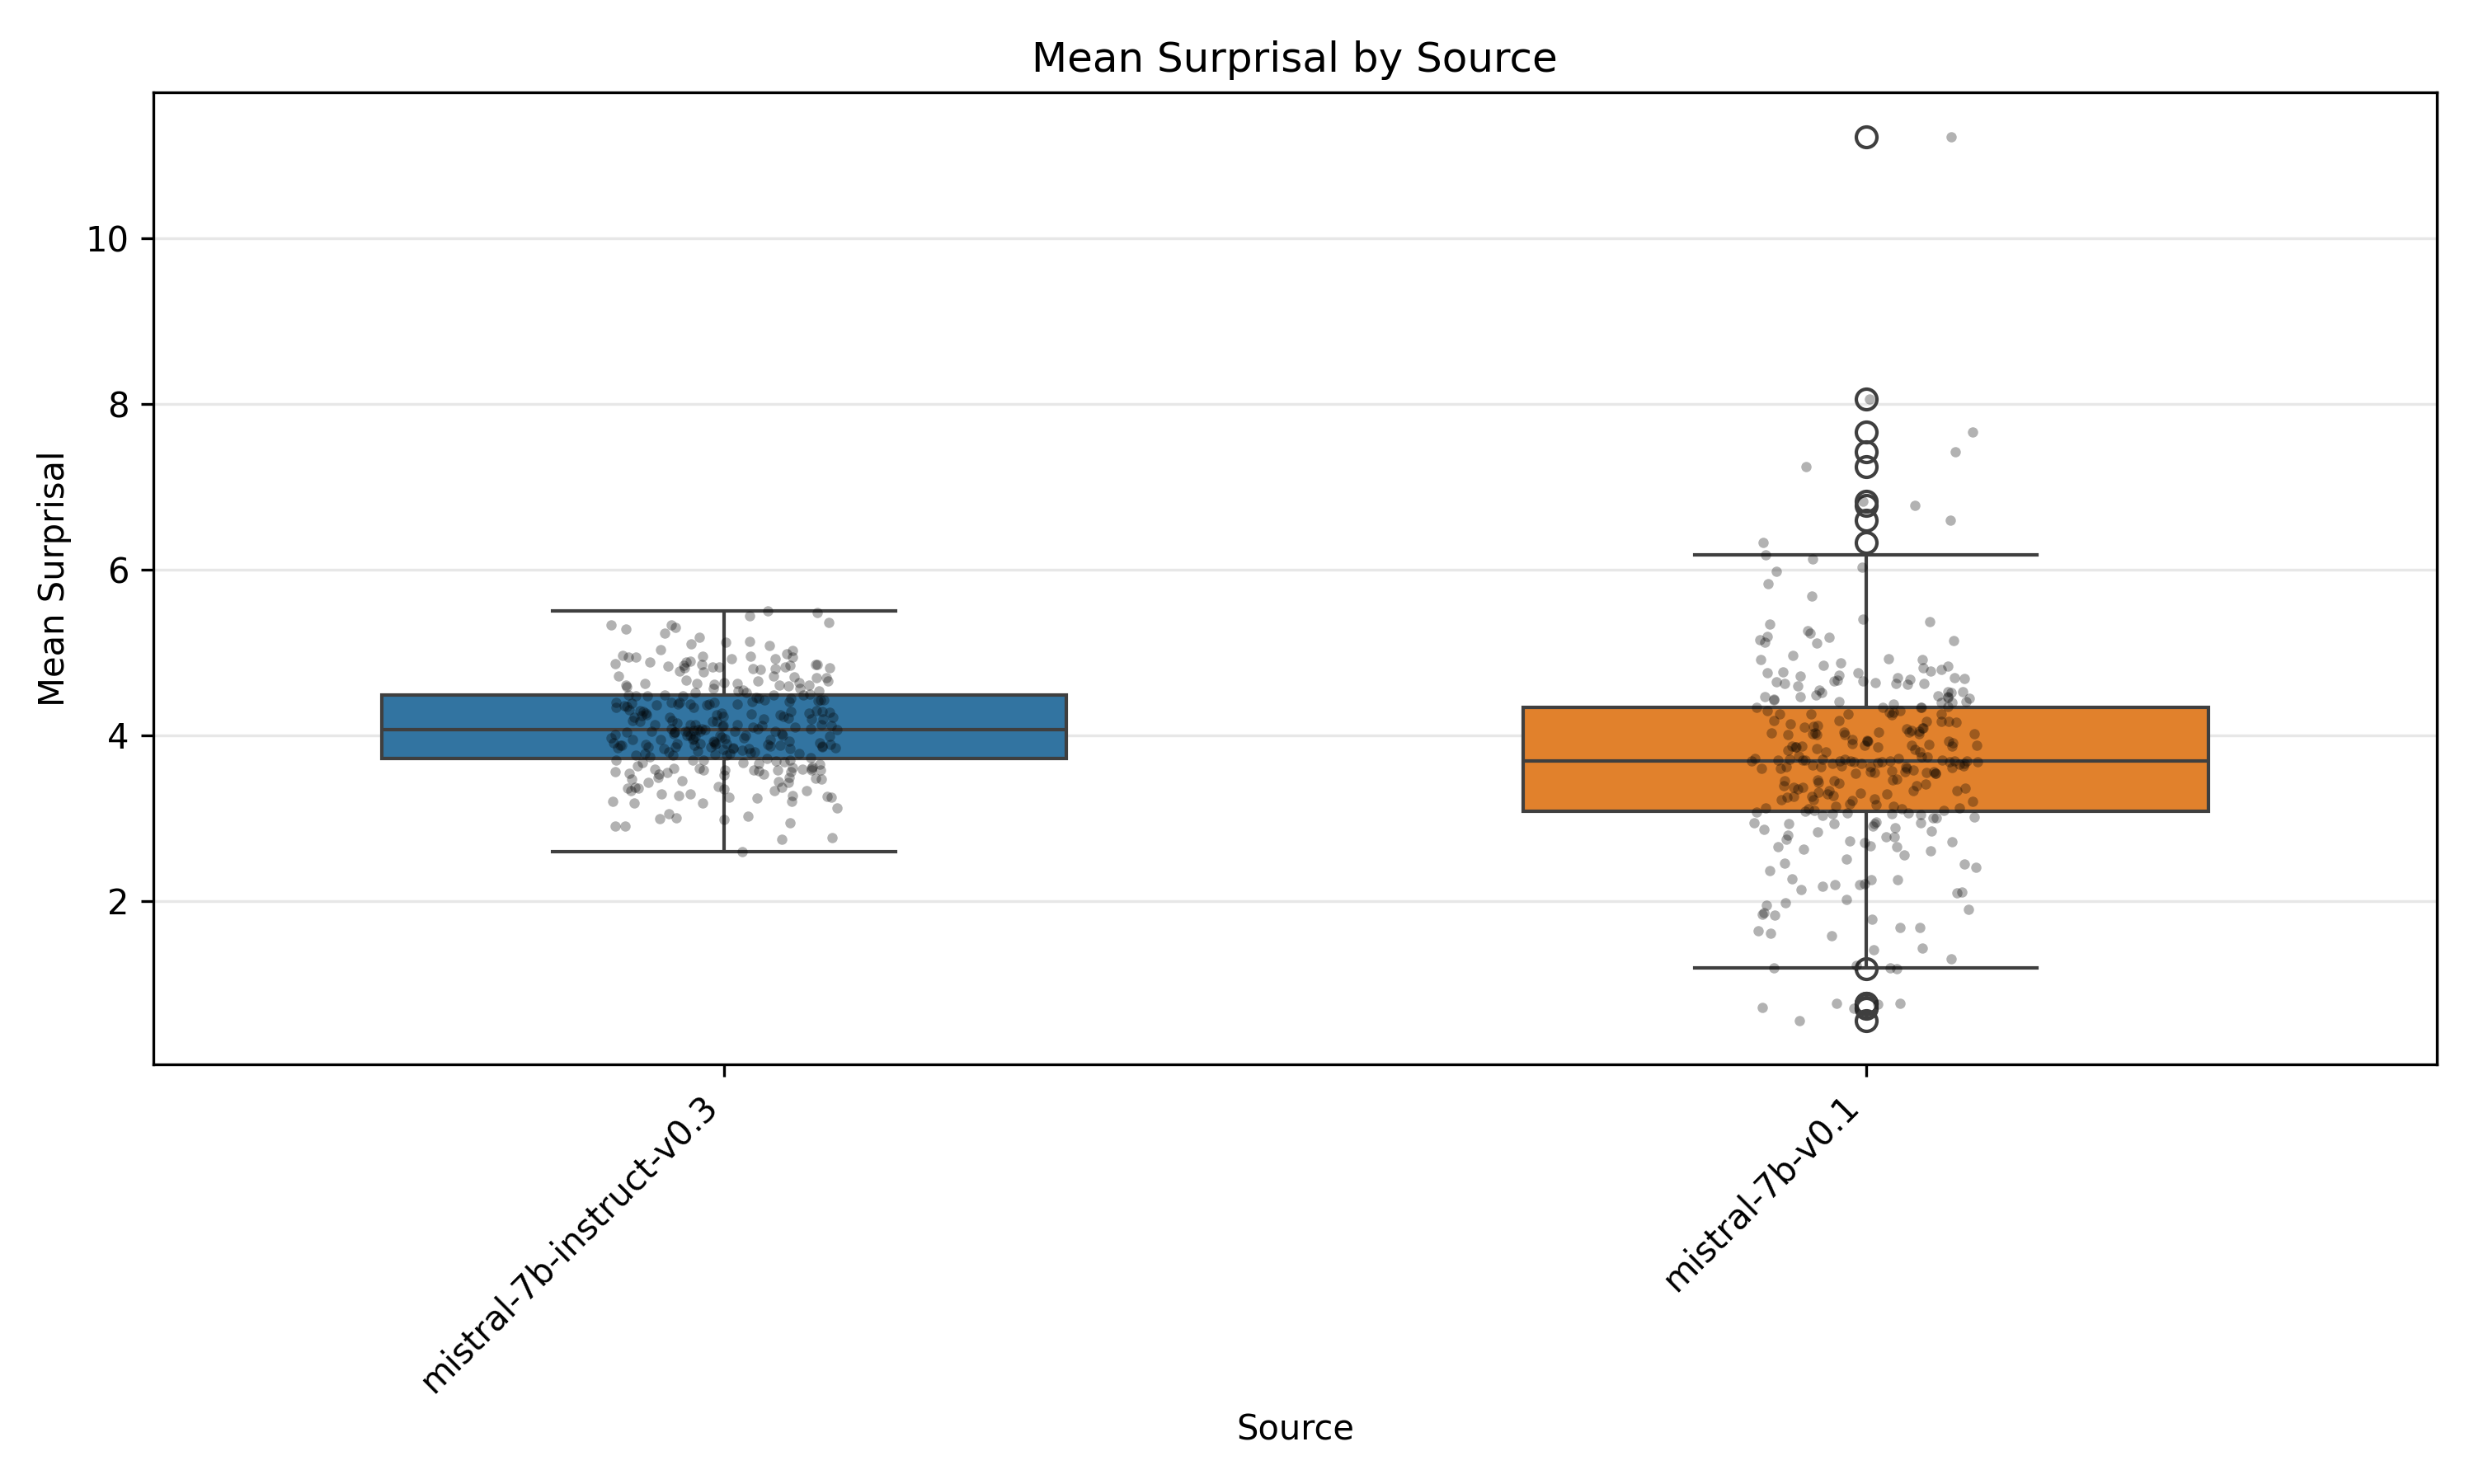 Mean Surprisal by Source
Mean Surprisal
10
8
6
4
2
mistral-7b-instruct-v0.3
mistral-7b-v0.1
Source